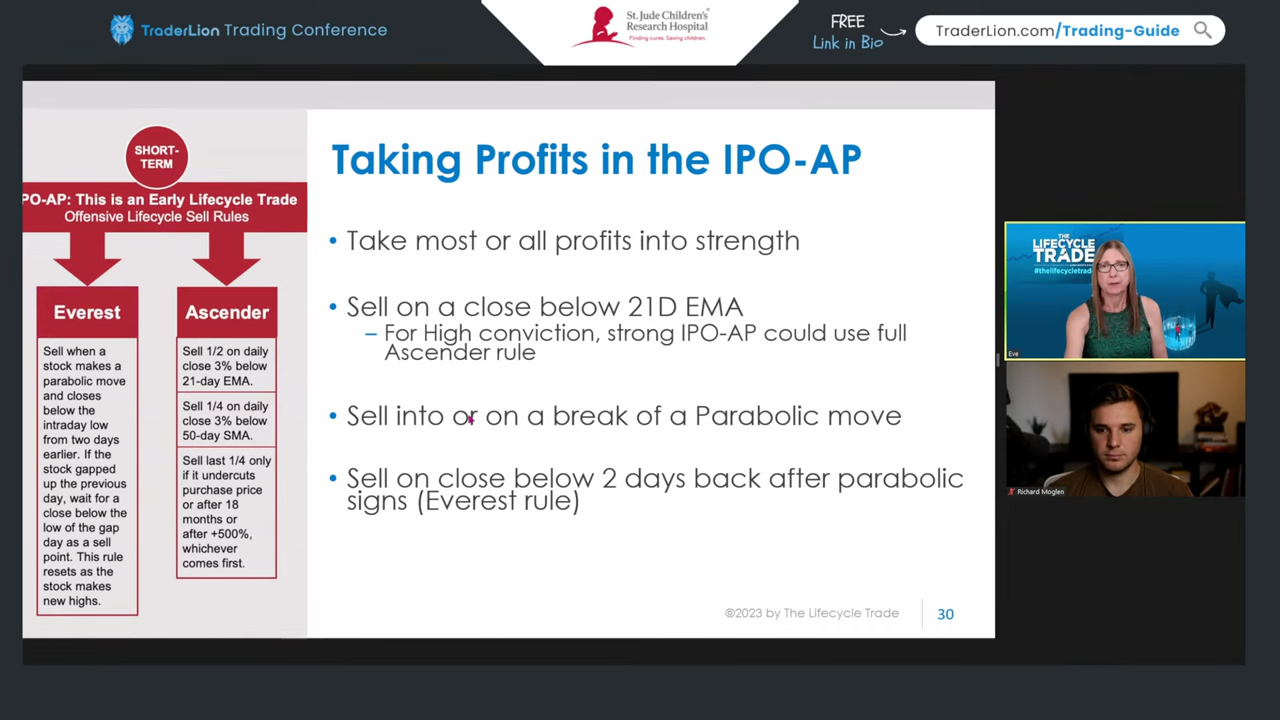 TraderLion Trading Conference
St. Jude Children's
Research Hospital
Finding cures. Saving children.
FREE
Link in Bio
TraderLion.com/Trading-Guide
SHORT-
TERM
PO-AP: This is an Early Lifecycle Trade
Offensive Lifecycle Sell Rules
Everest
Sell when a
stock makes a
parabolic move
and closes
below the
intraday low
from two days
earlier. If the
stock gapped
up the previous
day, wait for a
close below the
low of the gap
day as a sell
point. This rule
resets as the
stock makes
new highs.
Ascender
Sell 1/2 on daily
close 3% below
21-day EMA.
Sell 1/4 on daily
close 3% below
50-day SMA.
Sell last 1/4 only
if it undercuts
purchase price
or after 18
months or
after +500%,
whichever
comes first.
Taking Profits in the IPO-AP
• Take most or all profits into strength
• Sell on a close below 21D EMA
– For High conviction, strong IPO-AP could use full
Ascender rule
• Sell into or on a break of a Parabolic move
• Sell on close below 2 days back after parabolic
signs (Everest rule)
©2023 by The Lifecycle Trade
30
THE
LIFECYCLE
TRADE
#thelifecycletrade
Eve
Richard Moglen